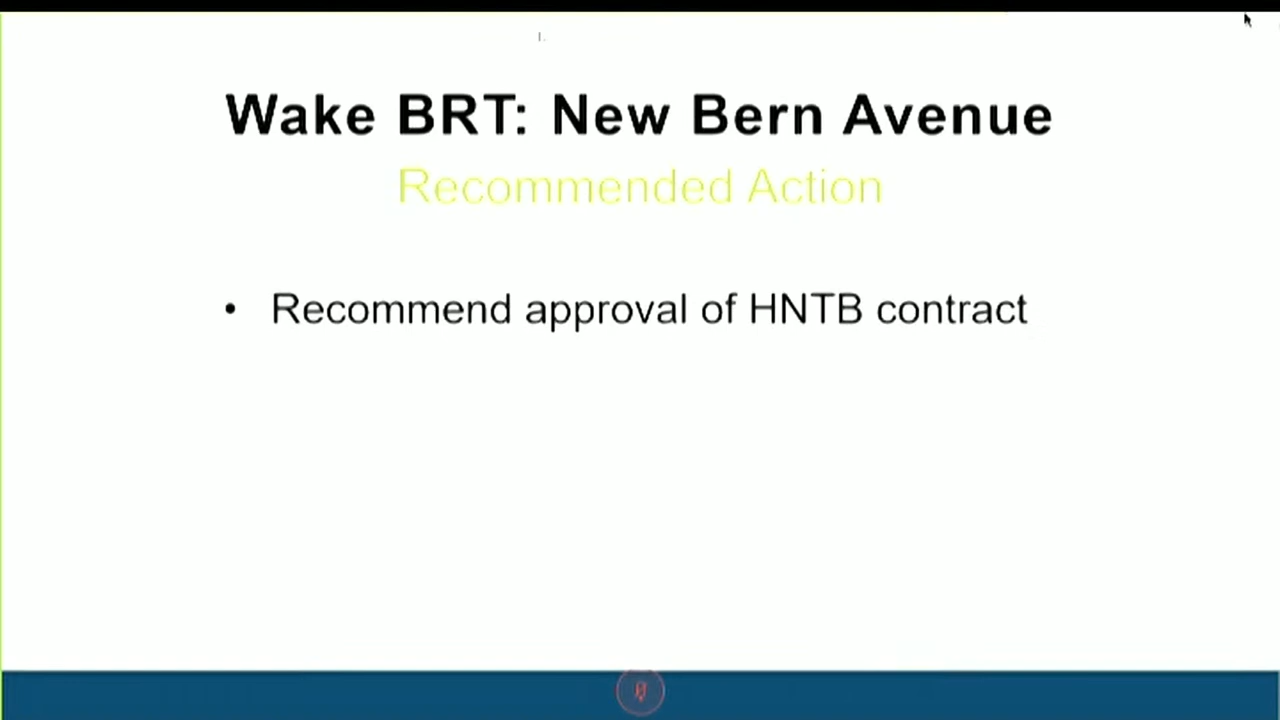 Wake BRT: New Bern Avenue
Recommended Action
• Recommend approval of HNTB contract